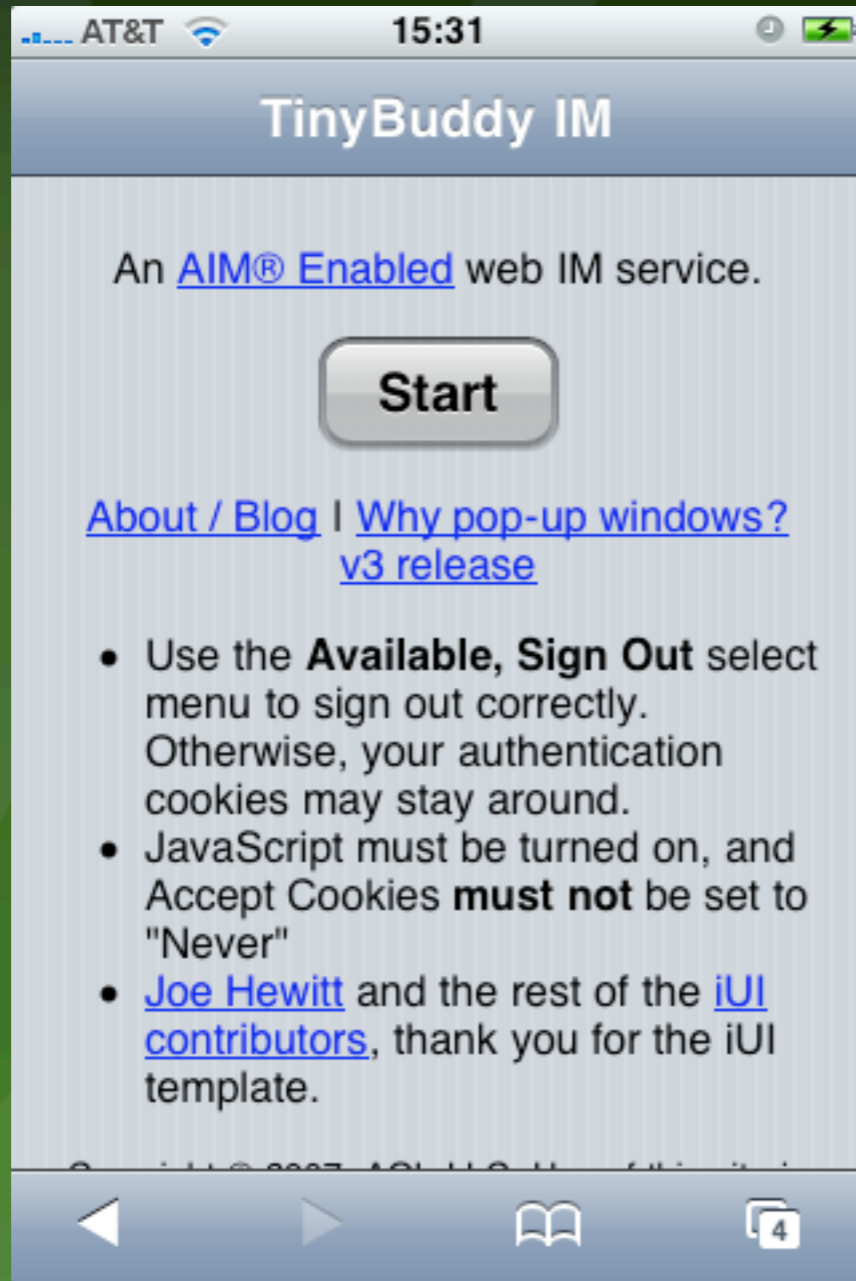 AT&T 15:31
TinyBuddy IM
An AIM® Enabled web IM service.
Start
About / Blog | Why pop-up windows?
v3 release
• Use the Available, Sign Out select
menu to sign out correctly.
Otherwise, your authentication
cookies may stay around.
• JavaScript must be turned on, and
Accept Cookies must not be set to
"Never"
• Joe Hewitt and the rest of the iUI
contributors, thank you for the iUI
template.
4